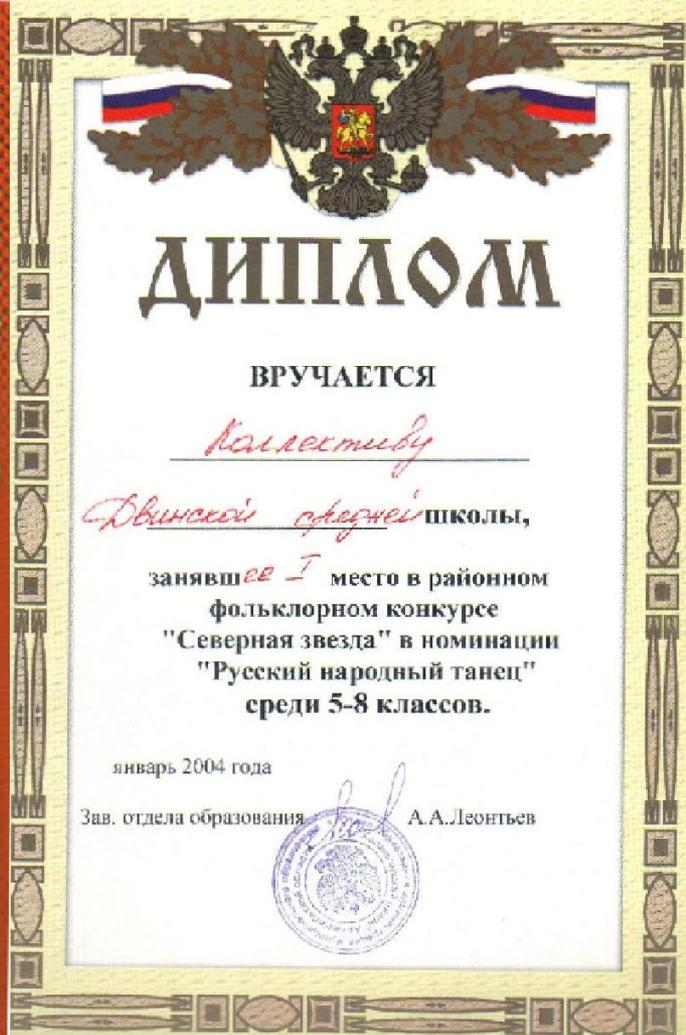 ДИПЛОМ
ВРУЧАЕТСЯ
Коллективу
Двинской средней школы,
занявшее I место в районном
фольклорном конкурсе
"Северная звезда" в номинации
"Русский народный танец"
среди 5-8 классов.
январь 2004 года
Зав. отдела образования А.А.Леонтьев